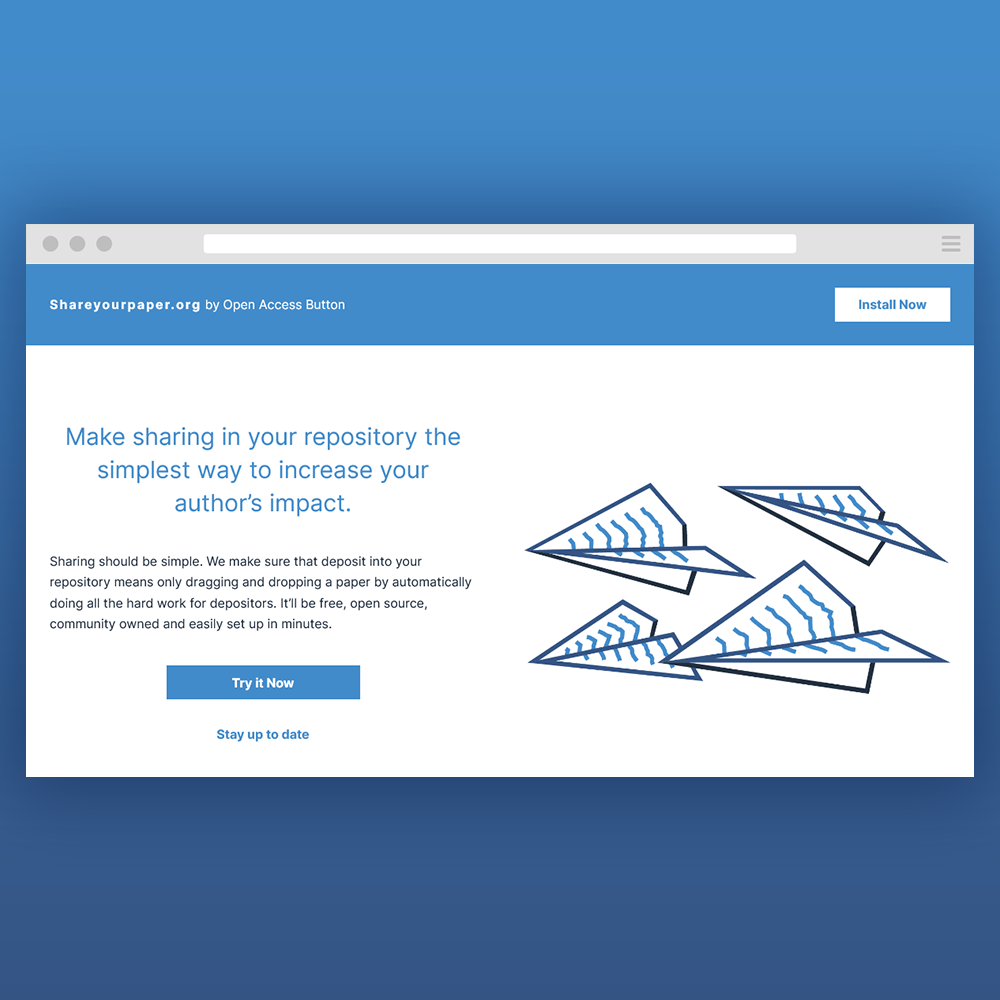 Shareyourpaper.org by Open Access Button
Install Now
Make sharing in your repository the
simplest way to increase your
author’s impact.
Sharing should be simple. We make sure that deposit into your
repository means only dragging and dropping a paper by automatically
doing all the hard work for depositors. It’ll be free, open source,
community owned and easily set up in minutes.
Try it Now
Stay up to date